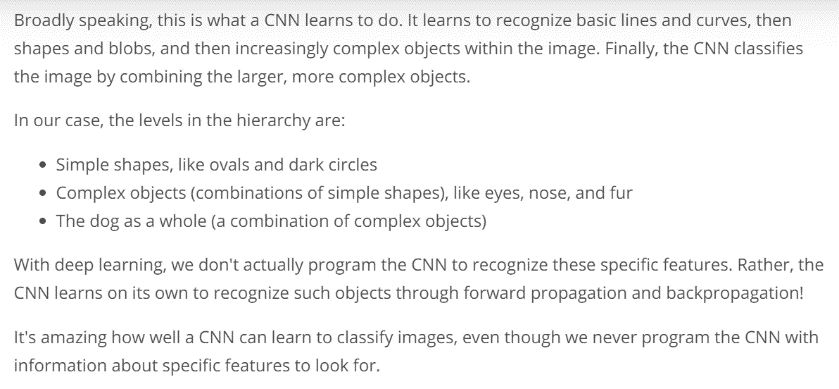 Broadly speaking, this is what a CNN learns to do. It learns to recognize basic lines and curves, then
shapes and blobs, and then increasingly complex objects within the image. Finally, the CNN classifies
the image by combining the larger, more complex objects.
In our case, the levels in the hierarchy are:
• Simple shapes, like ovals and dark circles
• Complex objects (combinations of simple shapes), like eyes, nose, and fur
• The dog as a whole (a combination of complex objects)
With deep learning, we don't actually program the CNN to recognize these specific features. Rather, the
CNN learns on its own to recognize such objects through forward propagation and backpropagation!
It's amazing how well a CNN can learn to classify images, even though we never program the CNN with
information about specific features to look for.